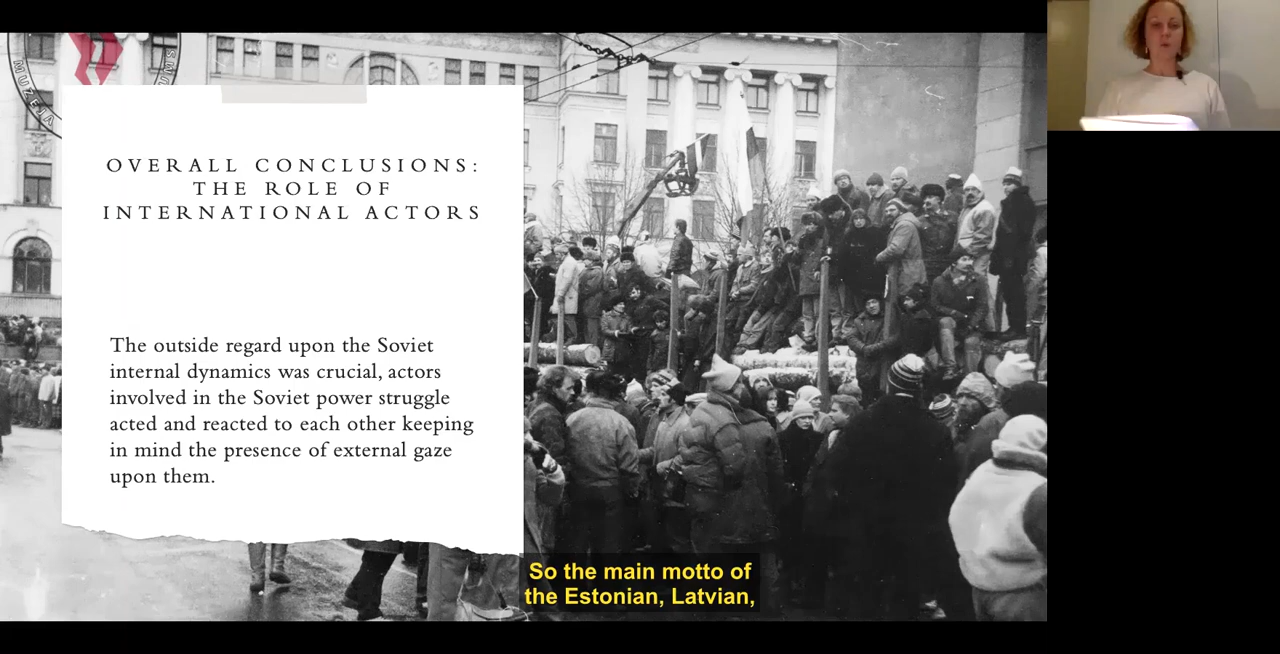 MUZEJA
OVERALL CONCLUSIONS:
THE ROLE OF
INTERNATIONAL ACTORS
The outside regard upon the Soviet
internal dynamics was crucial, actors
involved in the Soviet power struggle
acted and reacted to each other keeping
in mind the presence of external gaze
upon them.
So the main motto of
the Estonian, Latvian,